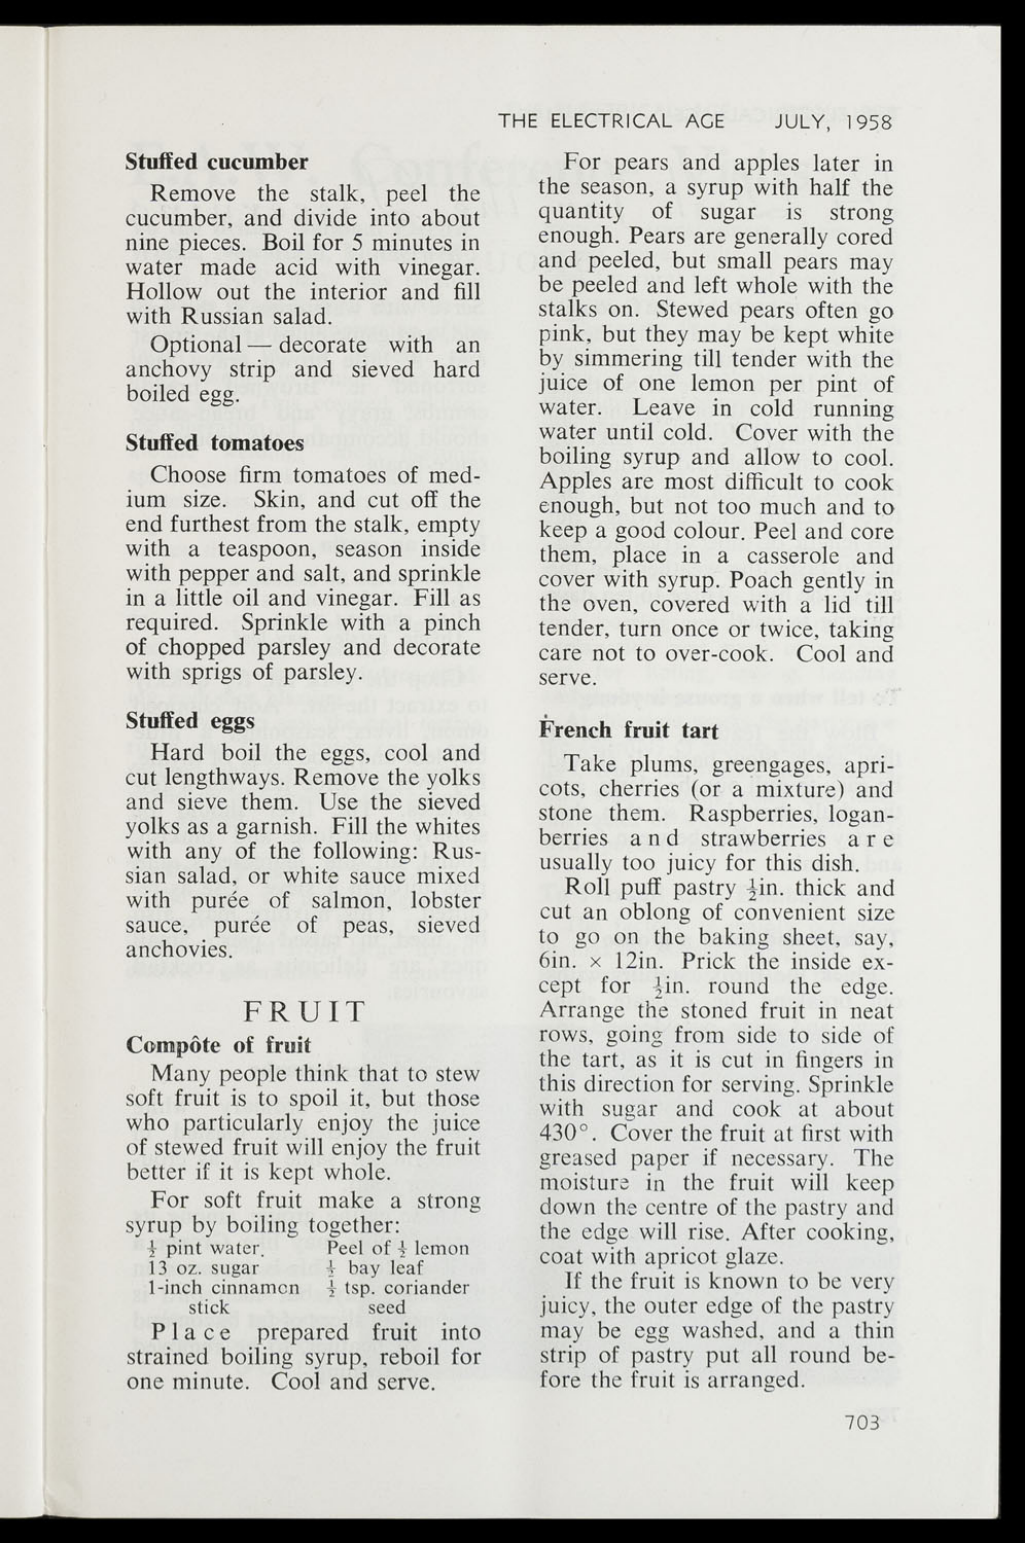 THE ELECTRICAL AGE JULY, 1958
Stuffed cucumber
Remove the stalk, peel the
cucumber, and divide into about
nine pieces. Boil for 5 minutes in
water made acid with vinegar.
Hollow out the interior and fill
with Russian salad.
Optional — decorate with an
anchovy strip and sieved hard
boiled egg.
Stuffed tomatoes
Choose firm tomatoes of med-
ium size. Skin, and cut off the
end furthest from the stalk, empty
with a teaspoon, season inside
with pepper and salt, and sprinkle
in a little oil and vinegar. Fill as
required. Sprinkle with a pinch
of chopped parsley and decorate
with sprigs of parsley.
Stuffed eggs
Hard boil the eggs, cool and
cut lengthways. Remove the yolks
and sieve them. Use the sieved
yolks as a garnish. Fill the whites
with any of the following: Rus-
sian salad, or white sauce mixed
with purée of salmon, lobster
sauce, purée of peas, sieved
anchovies.
FRUIT
Compôte of fruit
Many people think that to stew
soft fruit is to spoil it, but those
who particularly enjoy the juice
of stewed fruit will enjoy the fruit
better if it is kept whole.
For soft fruit make a strong
syrup by boiling together:
½ pint water. Peel of ½ lemon
13 oz. sugar ½ bay leaf
1-inch cinnamon ½ tsp. coriander
stick seed
Place prepared fruit into
strained boiling syrup, reboil for
one minute. Cool and serve.
For pears and apples later in
the season, a syrup with half the
quantity of sugar is strong
enough. Pears are generally cored
and peeled, but small pears may
be peeled and left whole with the
stalks on. Stewed pears often go
pink, but they may be kept white
by simmering till tender with the
juice of one lemon per pint of
water. Leave in cold running
water until cold. Cover with the
boiling syrup and allow to cool.
Apples are most difficult to cook
enough, but not too much and to
keep a good colour. Peel and core
them, place in a casserole and
cover with syrup. Poach gently in
the oven, covered with a lid till
tender, turn once or twice, taking
care not to over-cook. Cool and
serve.
French fruit tart
Take plums, greengages, apri-
cots, cherries (or a mixture) and
stone them. Raspberries, logan-
berries and strawberries are
usually too juicy for this dish.
Roll puff pastry in. thick and
cut an oblong of convenient size
to go on the baking sheet, say,
6in. × 12in. Prick the inside ex-
cept for ½in. round the edge.
Arrange the stoned fruit in neat
rows, going from side to side of
the tart, as it is cut in fingers in
this direction for serving. Sprinkle
with sugar and cook at about
430°. Cover the fruit at first with
greased paper if necessary. The
moisture in the fruit will keep
down the centre of the pastry and
the edge will rise. After cooking,
coat with apricot glaze.
If the fruit is known to be very
juicy, the outer edge of the pastry
may be egg washed, and a thin
strip of pastry put all round be-
fore the fruit is arranged.
703